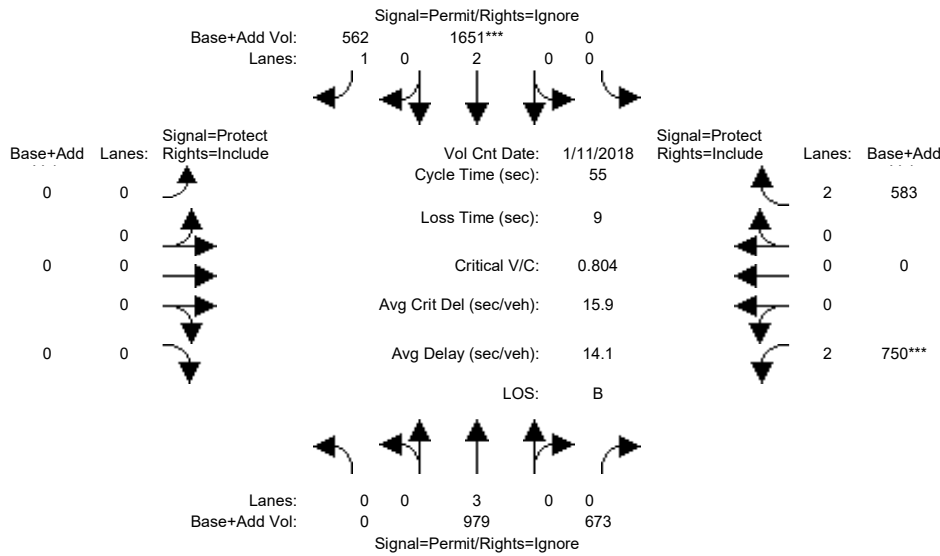 Signal=Permit/Rights=Ignore
Base+Add Vol: 562 1651*** 0
Lanes: 1 0 2 0 0
Signal=Protect Signal=Protect
Base+Add Lanes: Rights=Include Vol Cnt Date: 1/11/2018 Rights=Include Lanes: Base+Add
Cycle Time (sec): 55
0 0 2 583
Loss Time (sec): 9
0 0
0 0 Critical V/C: 0.804 0 0
0 Avg Crit Del (sec/veh): 15.9 0
0 0 Avg Delay (sec/veh): 14.1 2 750***
LOS: B
Lanes: 0 0 3 0 0
Base+Add Vol: 0 979 673
Signal=Permit/Rights=Ignore